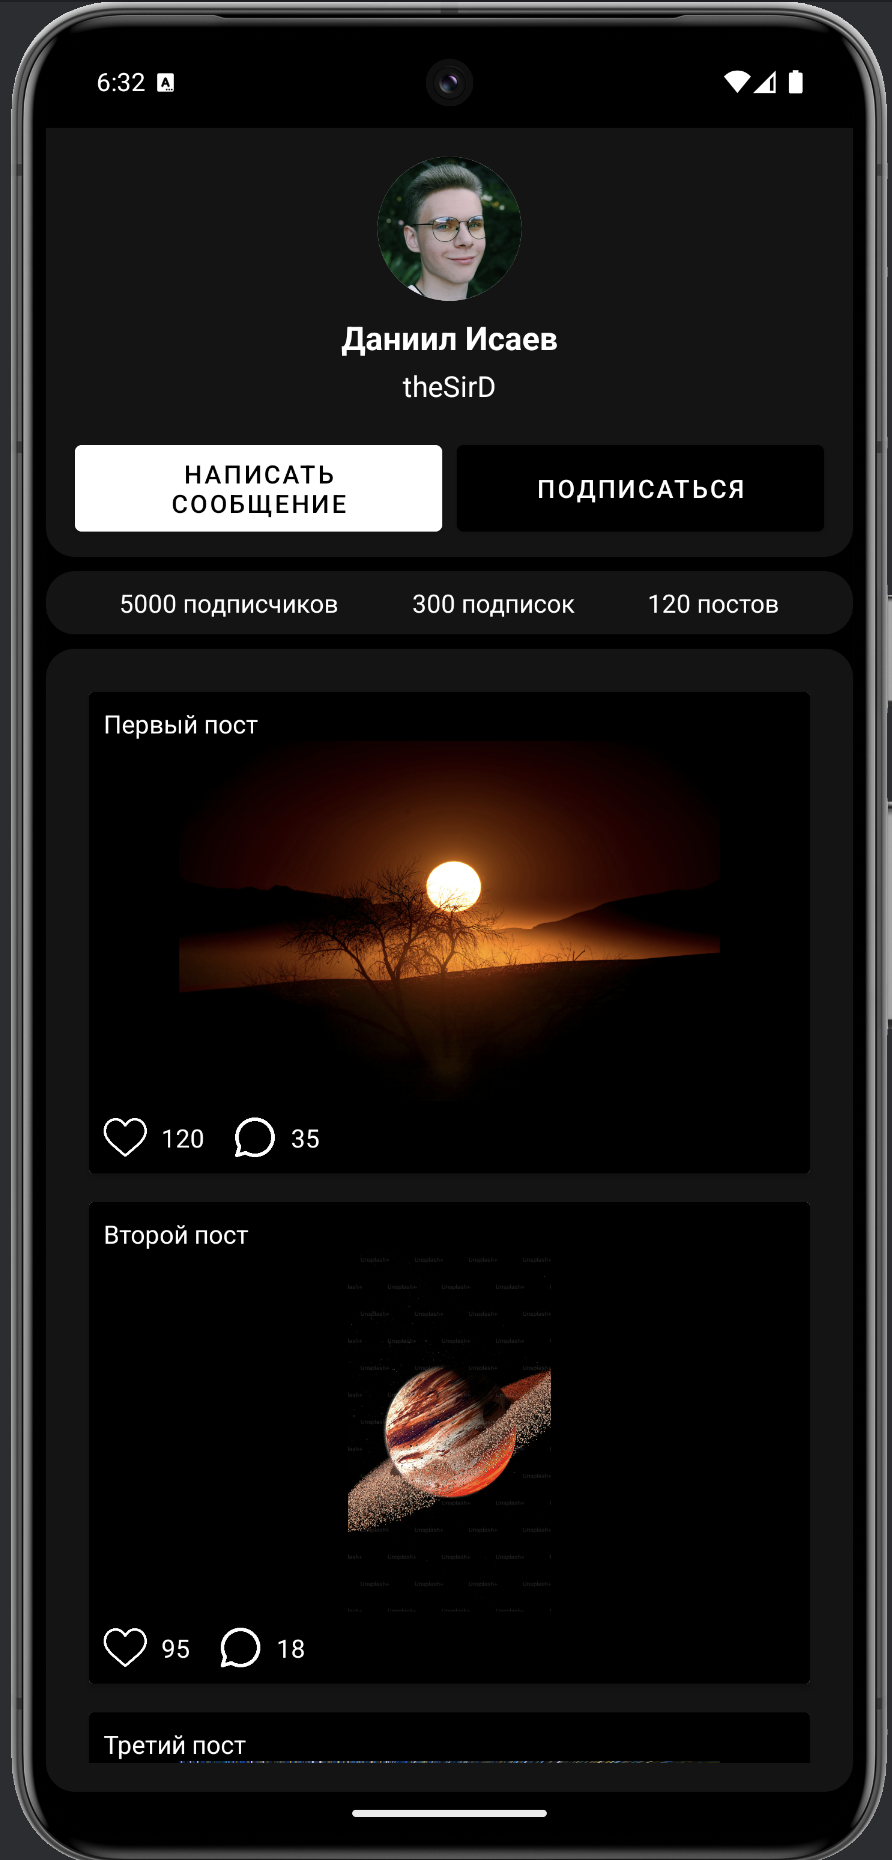 6:32
Даниил Исаев
theSirD
НАПИСАТЬ
СООБЩЕНИЕ
ПОДПИСАТЬСЯ
5000 подписчиков 300 подписок 120 постов
Первый пост
120 35
Второй пост
95 18
Третий пост